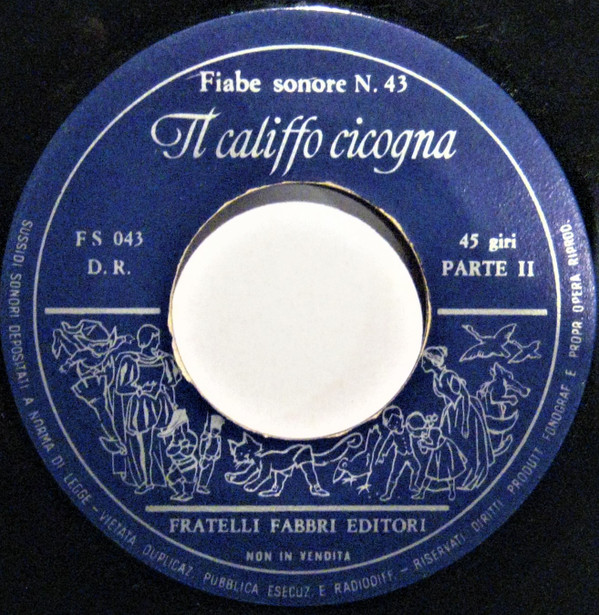 Fiabe sonore N. 43
Il califfo cicogna
FS 043
D. R.
45 giri
PARTE II
FRATELLI FABBRI EDITORI
NON IN VENDITA
SUSSIDI SONORI DEPOSITATI A NORMA DI LEGGE - VIETATA DUPLICAZ. PUBBLICA ESECUZ. E RADIODIFF. - RISERVATI DIRITTI PRODUTT FONOGRAF E PROPR. OPERA RIPROD.